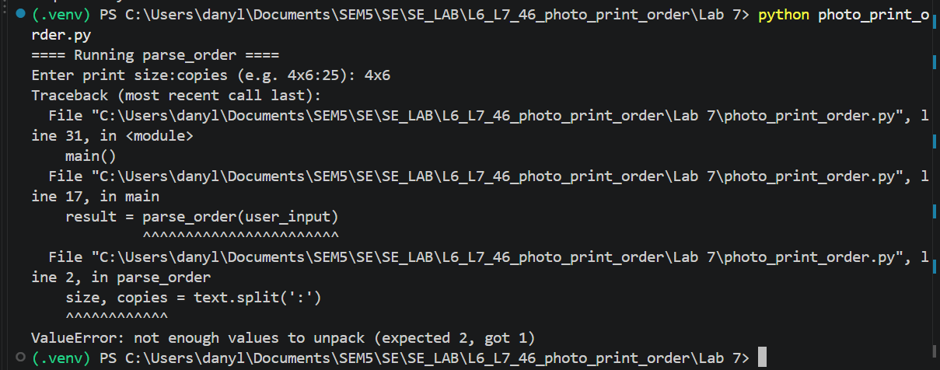 (.venv) PS C:\Users\danyl\Documents\SEM5\SE\SE_LAB\L6_L7_46_photo_print_order\Lab 7> python photo_print_o
rder.py
==== Running parse_order ====
Enter print size:copies (e.g. 4x6:25): 4x6
Traceback (most recent call last):
  File "C:\Users\danyl\Documents\SEM5\SE\SE_LAB\L6_L7_46_photo_print_order\Lab 7\photo_print_order.py", l
ine 31, in <module>
    main()
  File "C:\Users\danyl\Documents\SEM5\SE\SE_LAB\L6_L7_46_photo_print_order\Lab 7\photo_print_order.py", l
ine 17, in main
    result = parse_order(user_input)
             ^^^^^^^^^^^^^^^^^^^^^^^
  File "C:\Users\danyl\Documents\SEM5\SE\SE_LAB\L6_L7_46_photo_print_order\Lab 7\photo_print_order.py", l
ine 2, in parse_order
    size, copies = text.split(':')
    ^^^^^^^^^^^^
ValueError: not enough values to unpack (expected 2, got 1)
(.venv) PS C:\Users\danyl\Documents\SEM5\SE\SE_LAB\L6_L7_46_photo_print_order\Lab 7>